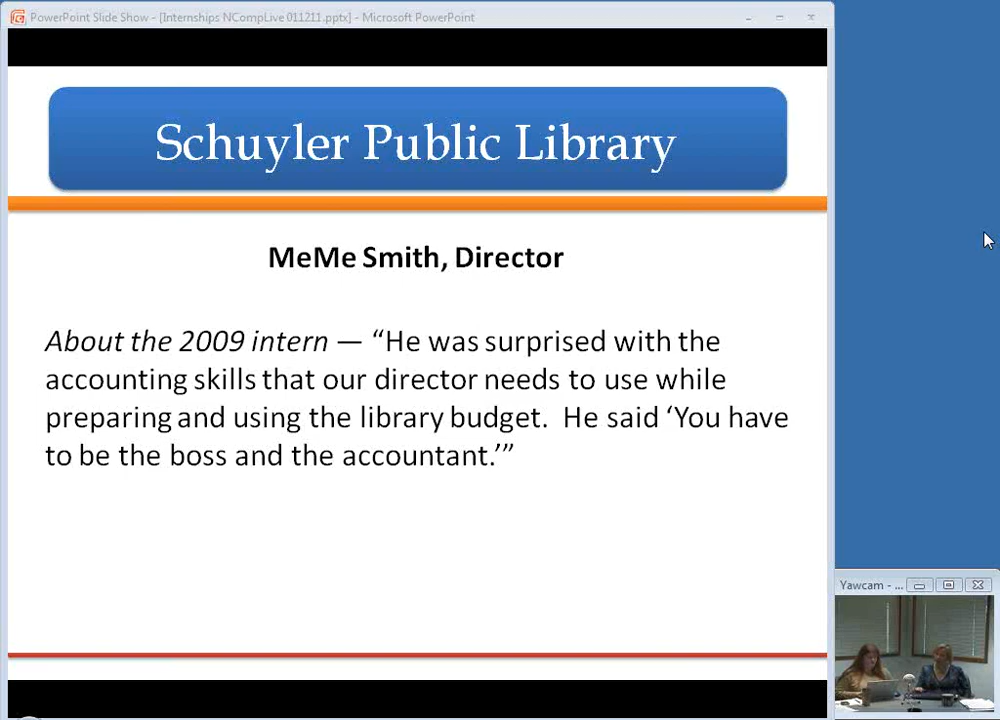 PowerPoint Slide Show - [Internships NCompLive 011211.pptx] - Microsoft PowerPoint
Schuyler Public Library
MeMe Smith, Director
About the 2009 intern — “He was surprised with the
accounting skills that our director needs to use while
preparing and using the library budget.  He said ‘You have
to be the boss and the accountant.’”
Yawcam - ...